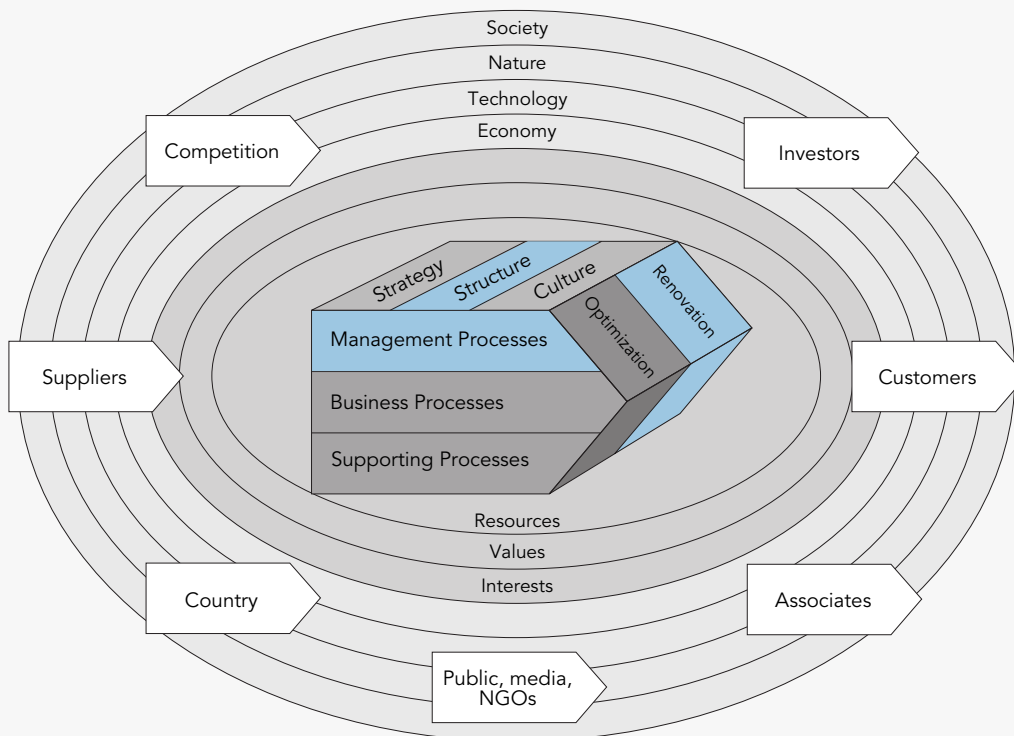 Society
Nature
Technology
Economy
Competition
Investors
Strategy
Structure
Culture
Renovation
Optimization
Management Processes
Suppliers
Customers
Business Processes
Supporting Processes
Resources
Values
Interests
Country
Associates
Public, media,
NGOs